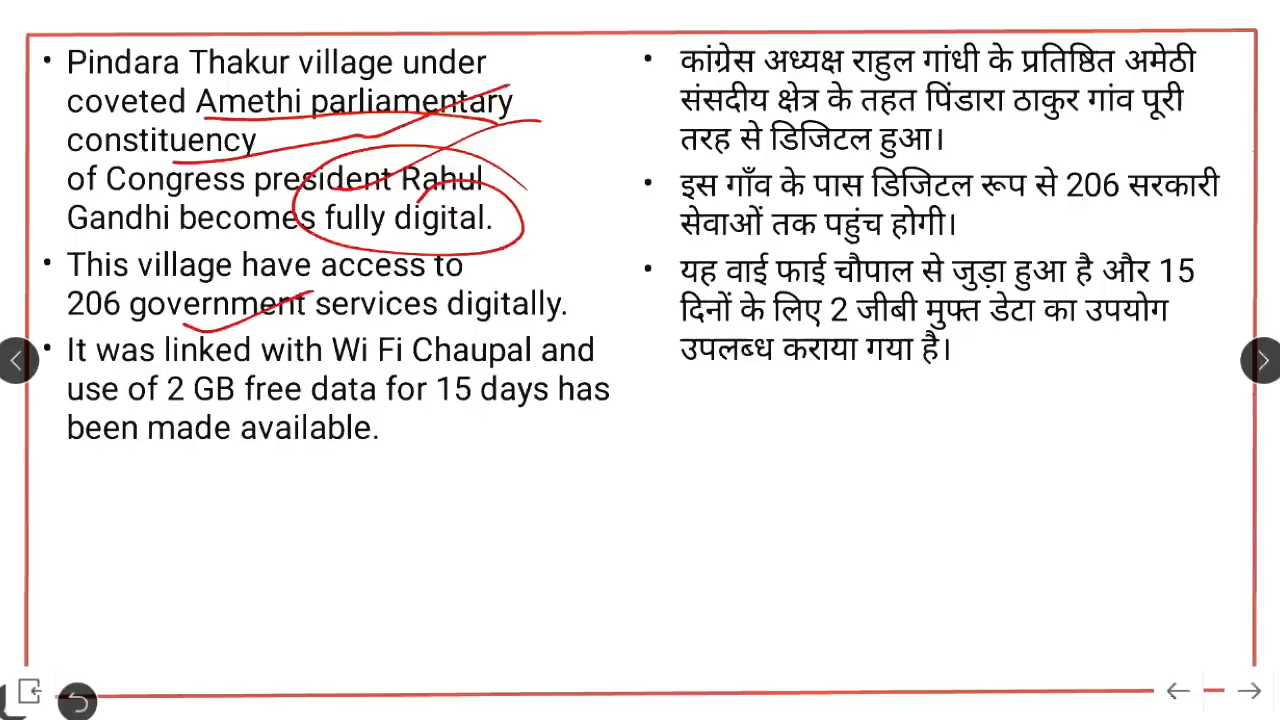 • Pindara Thakur village under
coveted Amethi parliamentary
constituency
of Congress president Rahul
Gandhi becomes fully digital.
• This village have access to
206 government services digitally.
• It was linked with Wi Fi Chaupal and
use of 2 GB free data for 15 days has
been made available.
• कांग्रेस अध्यक्ष राहुल गांधी के प्रतिष्ठित अमेठी
संसदीय क्षेत्र के तहत पिंडारा ठाकुर गांव पूरी
तरह से डिजिटल हुआ।
• इस गाँव के पास डिजिटल रूप से 206 सरकारी
सेवाओं तक पहुंच होगी।
• यह वाई फाई चौपाल से जुड़ा हुआ है और 15
दिनों के लिए 2 जीबी मुफ्त डेटा का उपयोग
उपलब्ध कराया गया है।